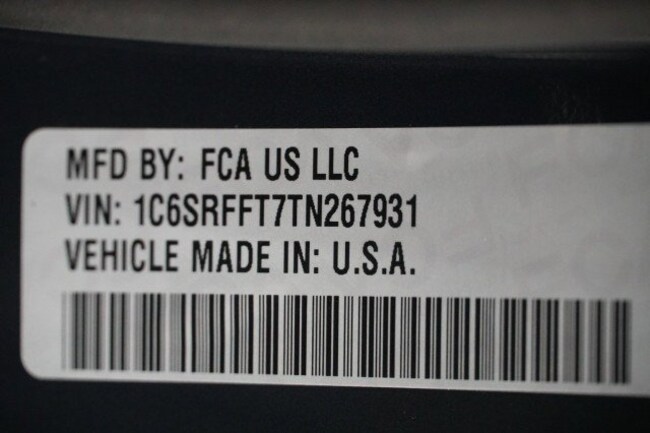 MFD BY: FCA US LLC
VIN: 1C6SRFFT7TN267931
VEHICLE MADE IN: U.S.A.